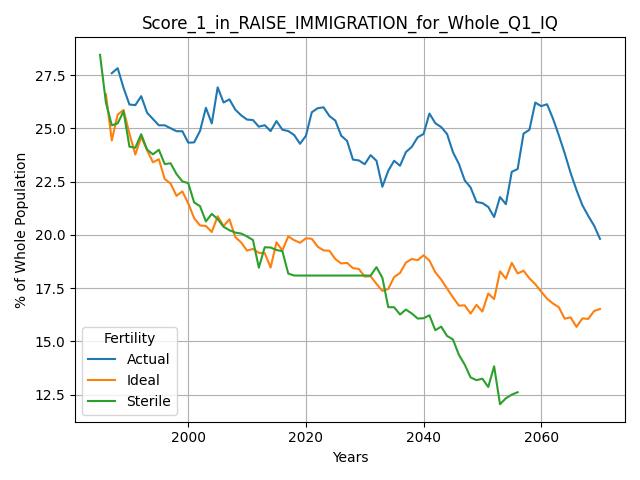 Score_1_in_RAISE_IMMIGRATION_for_Whole_Q1_IQ
% of Whole Population
27.5
25.0
22.5
20.0
17.5
15.0
12.5
Fertility
Actual
Ideal
Sterile
2000
2020
2040
2060
Years